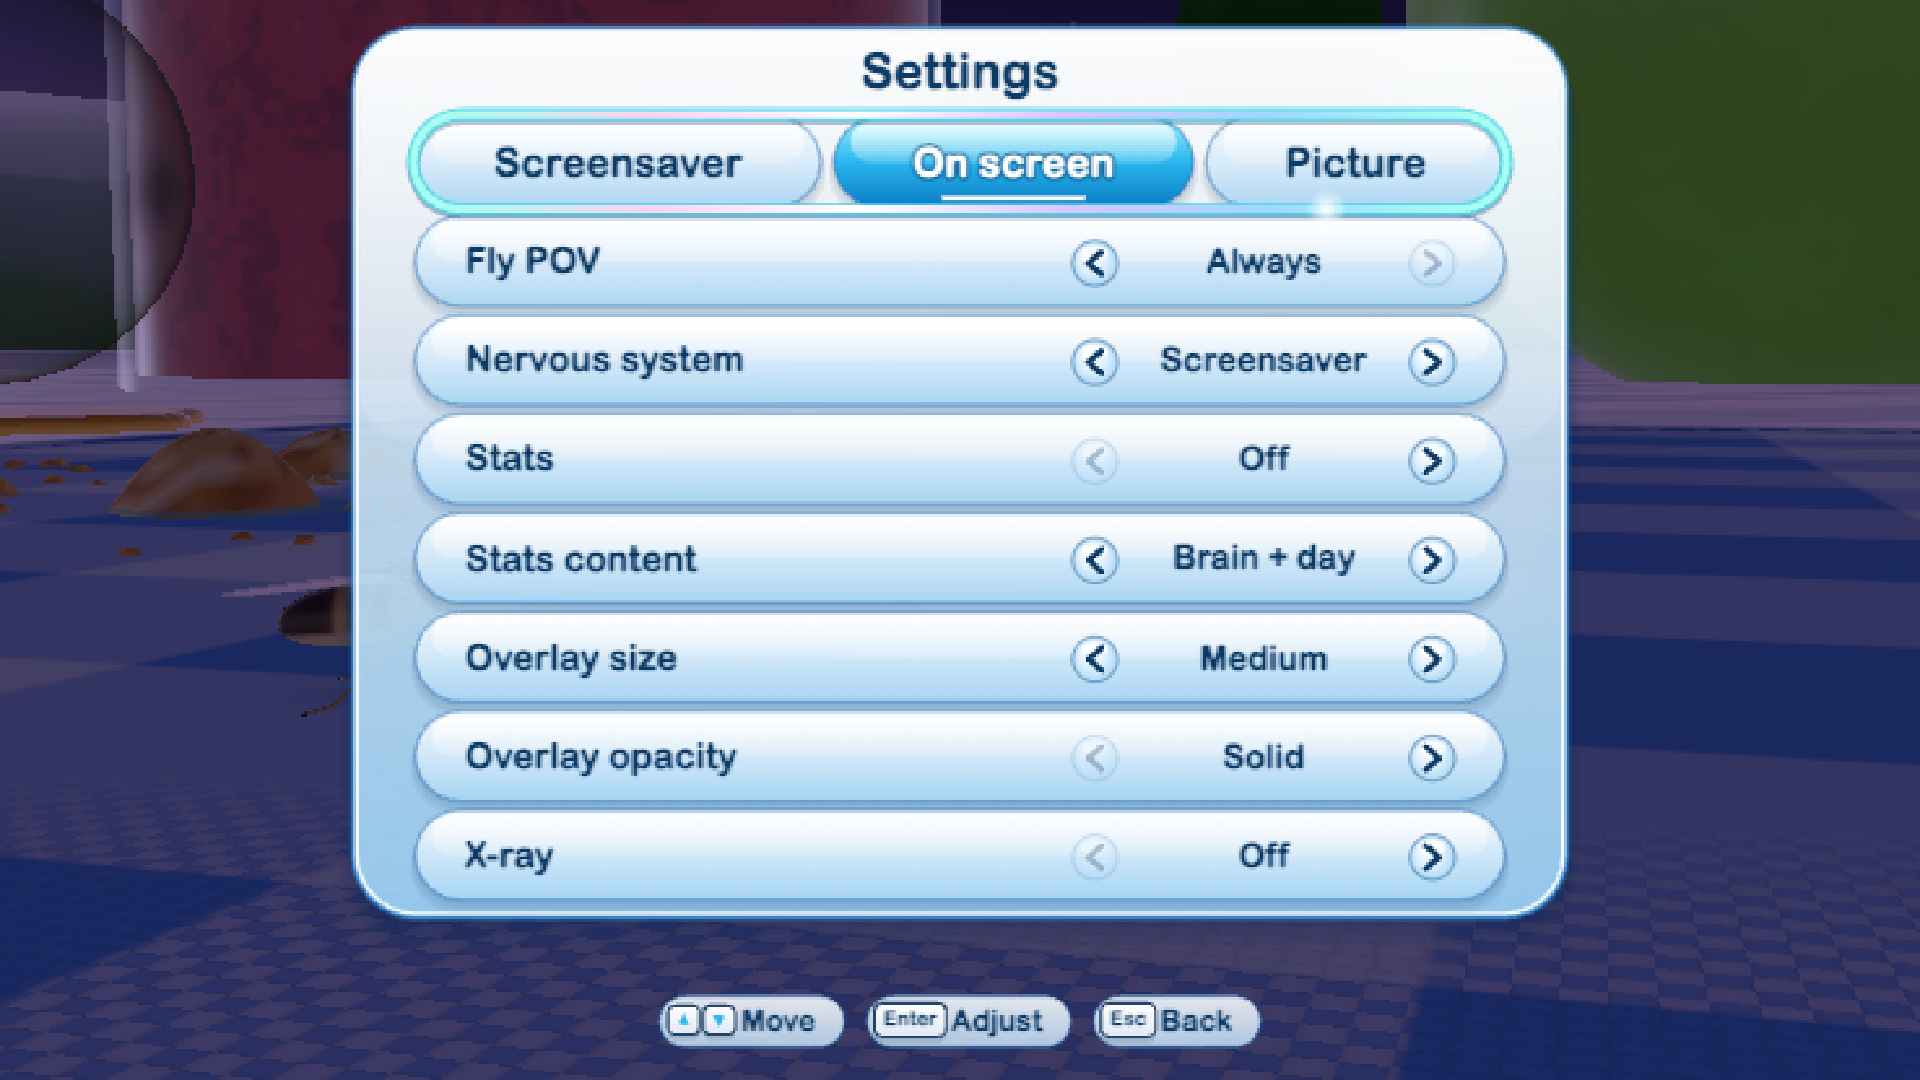 Settings
Screensaver On screen Picture
Fly POV Always
Nervous system Screensaver
Stats Off
Stats content Brain + day
Overlay size Medium
Overlay opacity Solid
X-ray Off
Move Enter Adjust Esc Back